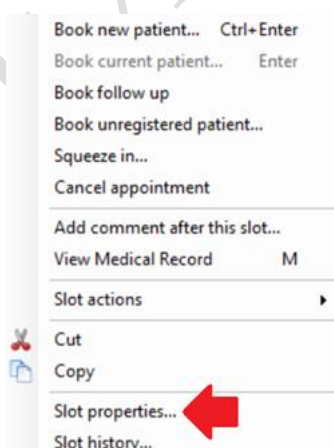 Book new patient... Ctrl+Enter
Book current patient... Enter
Book follow up
Book unregistered patient...
Squeeze in...
Cancel appointment
Add comment after this slot...
View Medical Record M
Slot actions
Cut
Copy
Slot properties...
Slot history...